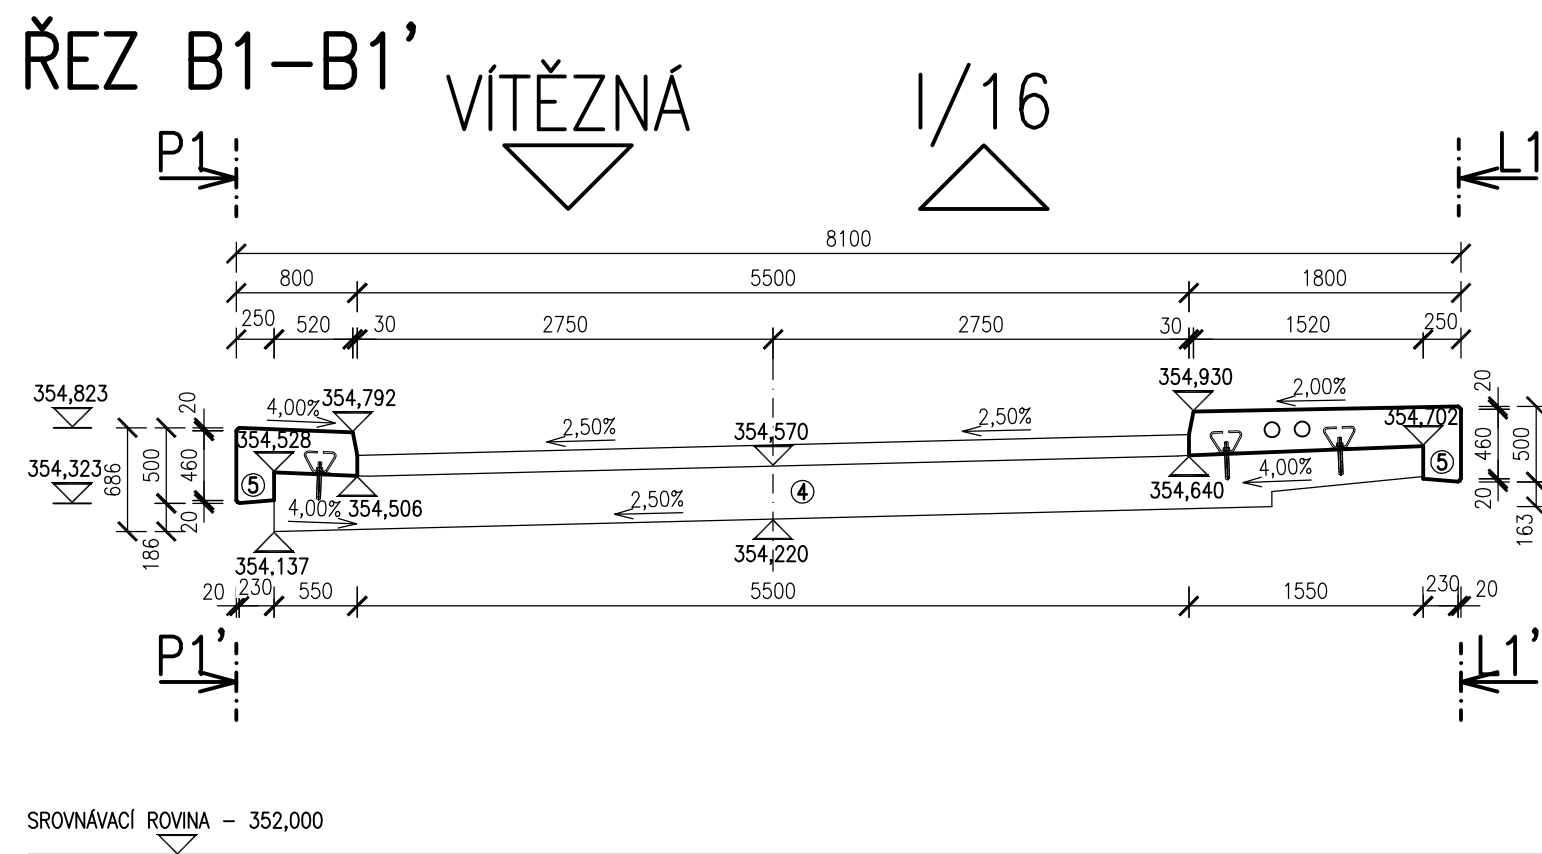 ŘEZ B1–B1’
VÍTĚZNÁ I/16
P1 L1
8100
800 5500 1800
250 520 30 2750 2750 30 1520 250
354,823 20 4,00% 354,792 2,50% 354,570 2,50% 354,930 2,00% 354,702 20
354,528
354,323 686 500 460 5 4 4,00% 5 460 500
354,506 354,640
20 4,00% 2,50% 20
186 163
354,137 354,220
20 230 550 5500 1550 230 20
P1’ L1’
SROVNÁVACÍ ROVINA – 352,000